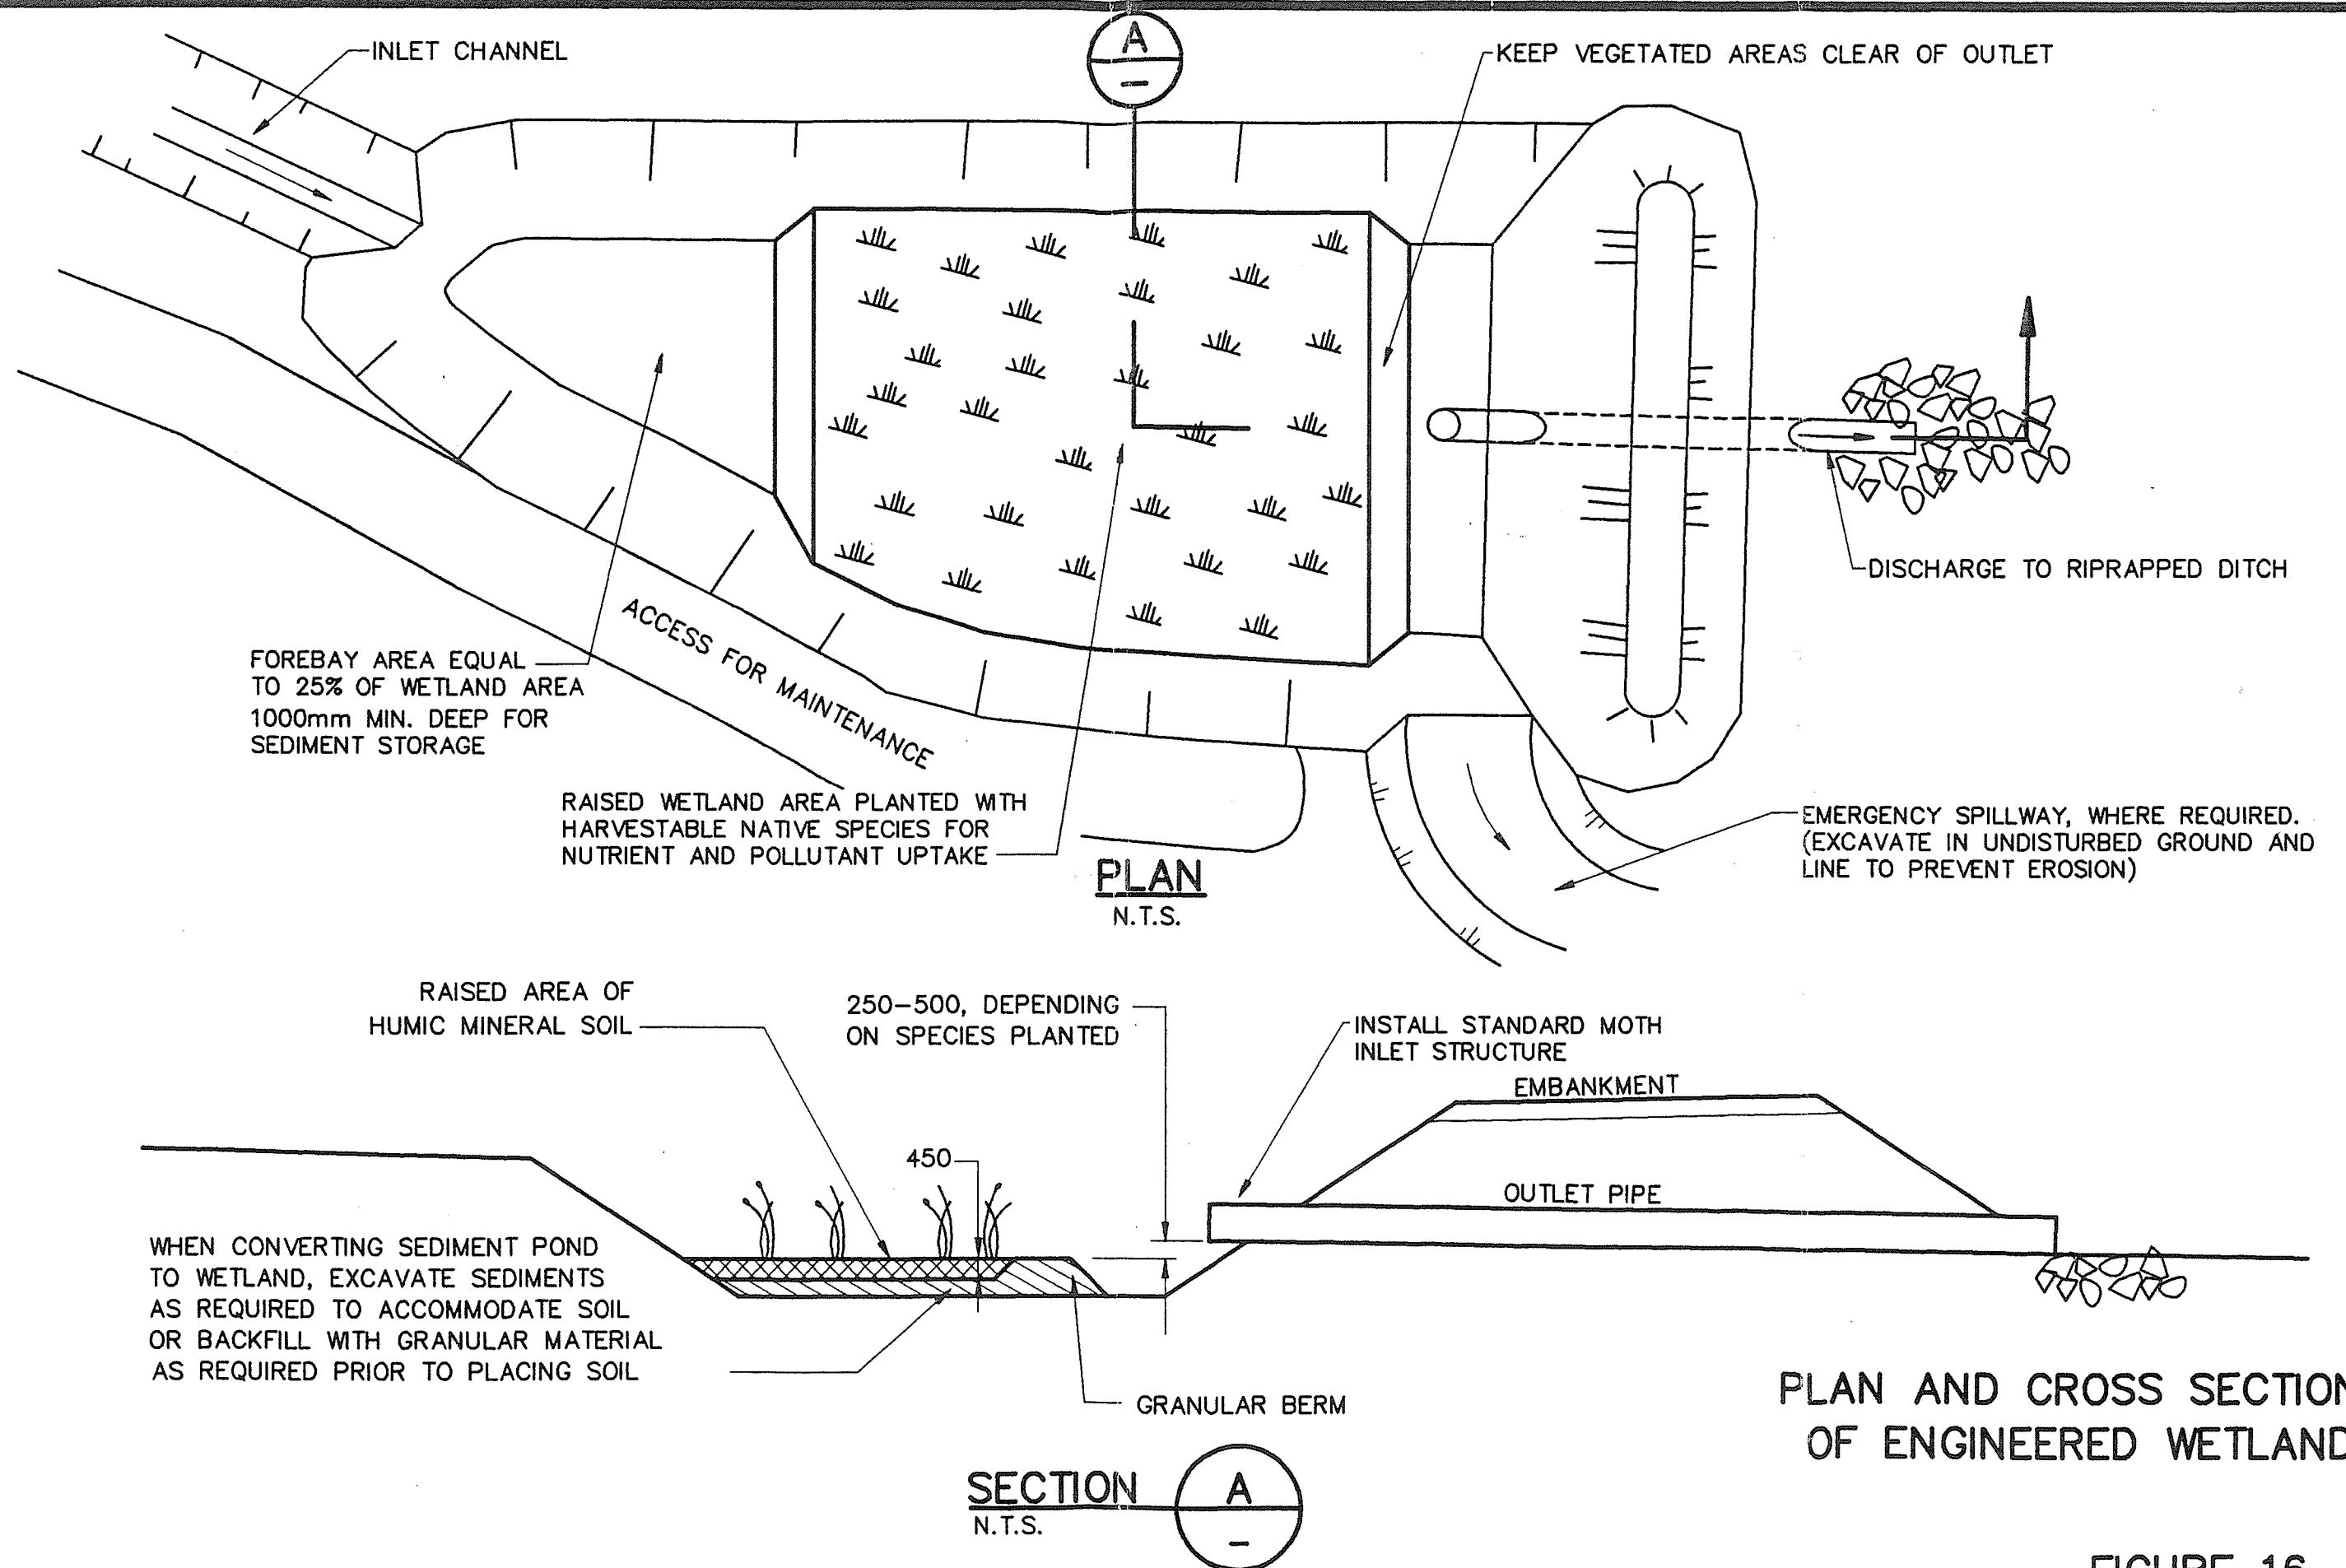 A
–
INLET CHANNEL
KEEP VEGETATED AREAS CLEAR OF OUTLET
DISCHARGE TO RIPRAPPED DITCH
FOREBAY AREA EQUAL
TO 25% OF WETLAND AREA
1000mm MIN. DEEP FOR
SEDIMENT STORAGE
ACCESS FOR MAINTENANCE
RAISED WETLAND AREA PLANTED WITH
HARVESTABLE NATIVE SPECIES FOR
NUTRIENT AND POLLUTANT UPTAKE
EMERGENCY SPILLWAY, WHERE REQUIRED.
(EXCAVATE IN UNDISTURBED GROUND AND
LINE TO PREVENT EROSION)
PLAN
N.T.S.
RAISED AREA OF
HUMIC MINERAL SOIL
250–500, DEPENDING
ON SPECIES PLANTED
INSTALL STANDARD MOTH
INLET STRUCTURE
EMBANKMENT
450
OUTLET PIPE
WHEN CONVERTING SEDIMENT POND
TO WETLAND, EXCAVATE SEDIMENTS
AS REQUIRED TO ACCOMMODATE SOIL
OR BACKFILL WITH GRANULAR MATERIAL
AS REQUIRED PRIOR TO PLACING SOIL
GRANULAR BERM
PLAN AND CROSS SECTION
OF ENGINEERED WETLAND
SECTION A
–
N.T.S.
FIGURE 16